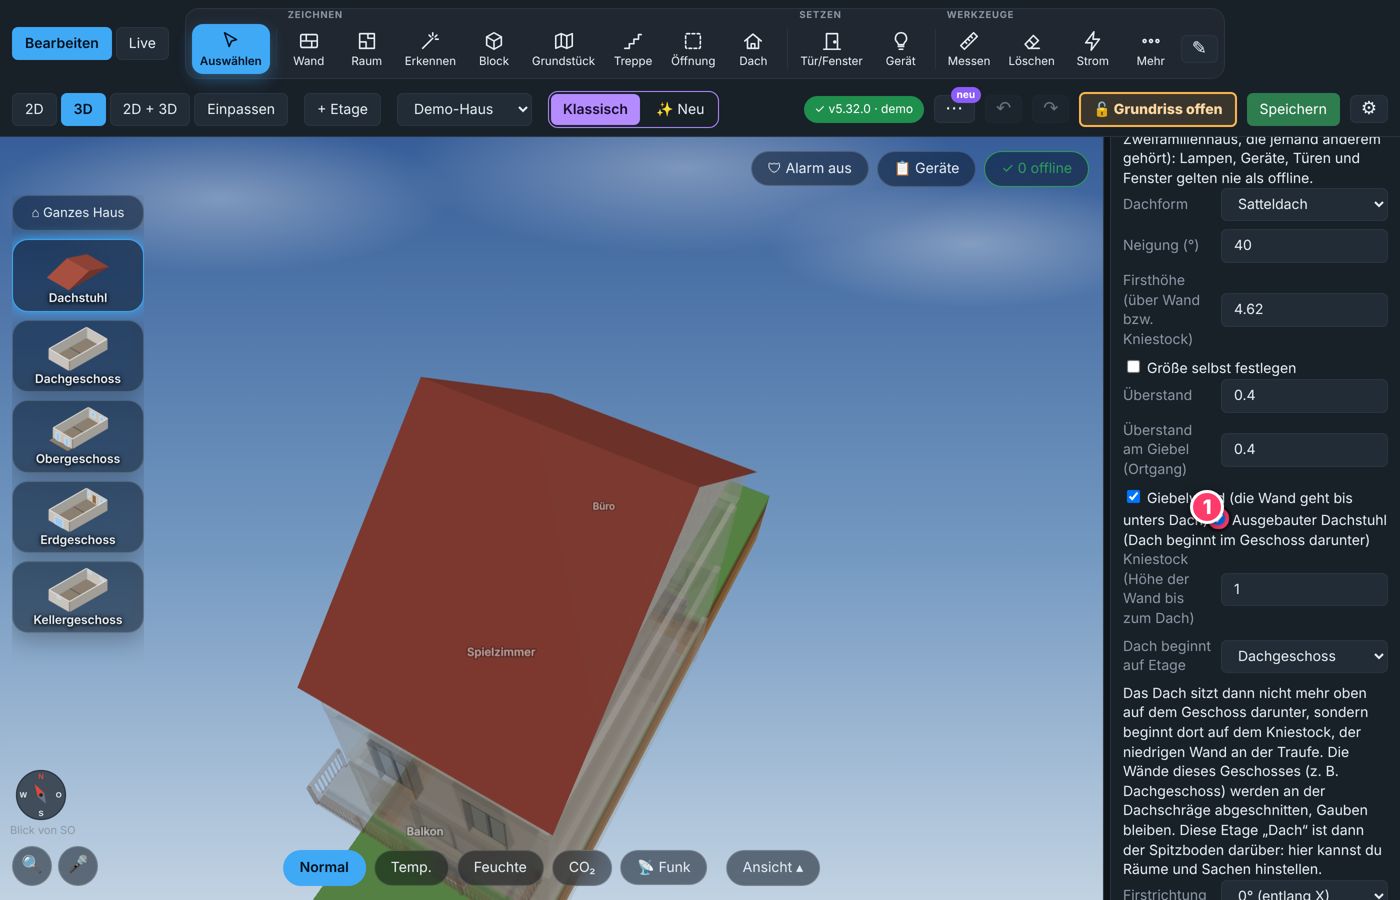 Bearbeiten
Live
ZEICHNEN
SETZEN
WERKZEUGE
Auswählen
Wand
Raum
Erkennen
Block
Grundstück
Treppe
Öffnung
Dach
Tür/Fenster
Gerät
Messen
Löschen
Strom
Mehr
2D
3D
2D + 3D
Einpassen
+ Etage
Demo-Haus
Klassisch
✨ Neu
✓ v5.32.0 · demo
neu
Grundriss offen
Speichern
Alarm aus
Geräte
✓ 0 offline
⌂ Ganzes Haus
Dachstuhl
Dachgeschoss
Obergeschoss
Erdgeschoss
Kellergeschoss
Büro
Spielzimmer
Balkon
N
W
O
S
Blick von SO
Normal
Temp.
Feuchte
CO₂
Funk
Ansicht ▴
Zweifamilienhaus, die jemand anderem
gehört): Lampen, Geräte, Türen und
Fenster gelten nie als offline.
Dachform
Satteldach
Neigung (°)
40
Firsthöhe
(über Wand
bzw.
Kniestock)
4.62
Größe selbst festlegen
Überstand
0.4
Überstand
am Giebel
(Ortgang)
0.4
(die Wand geht bis
1
unters Dach
Ausgebauter Dachstuhl
(Dach beginnt im Geschoss darunter)
Kniestock
(Höhe der
Wand bis
zum Dach)
1
Dach beginnt
auf Etage
Dachgeschoss
Das Dach sitzt dann nicht mehr oben
auf dem Geschoss darunter, sondern
beginnt dort auf dem Kniestock, der
niedrigen Wand an der Traufe. Die
Wände dieses Geschosses (z. B.
Dachgeschoss) werden an der
Dachschräge abgeschnitten, Gauben
bleiben. Diese Etage „Dach“ ist dann
der Spitzboden darüber: hier kannst du
Räume und Sachen hinstellen.
Firstrichtung
0° (entlang X)